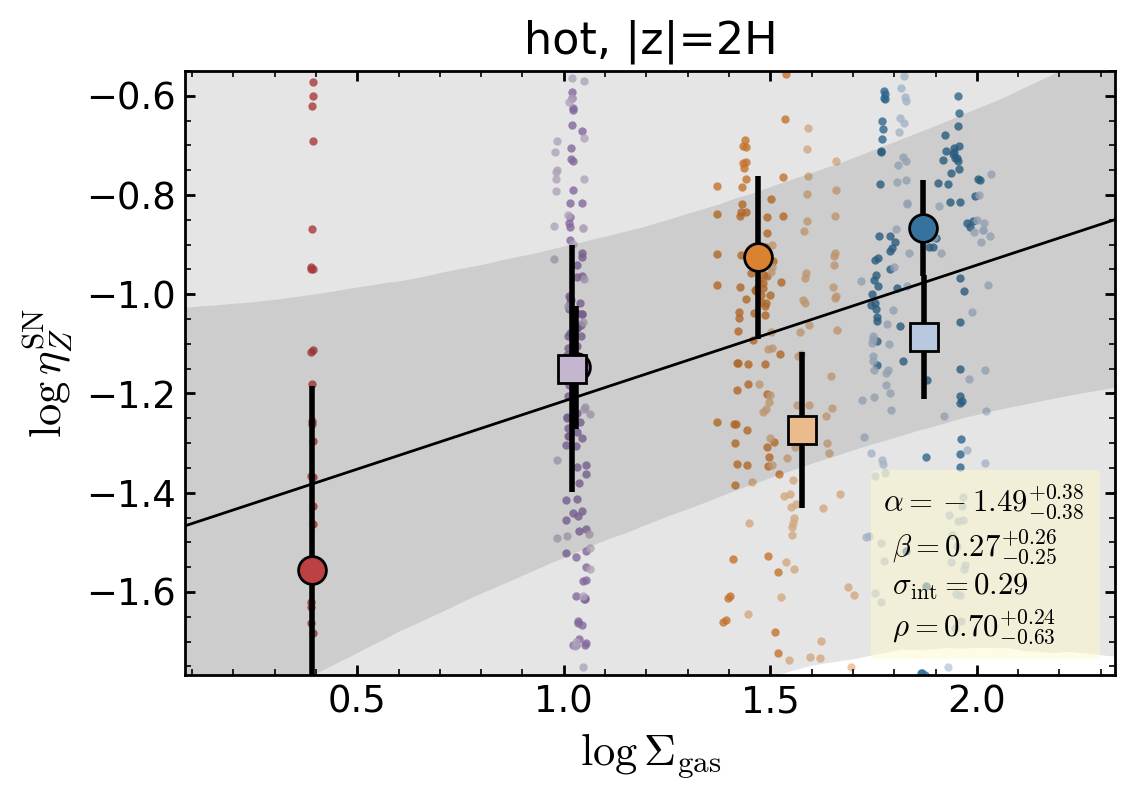 hot, |z|=2H
−0.6
−0.8
−1.0
−1.2
−1.4
−1.6
log η_Z^SN
α = − 1.49^{+0.38}_{−0.38}
β = 0.27^{+0.26}_{−0.25}
σ_int = 0.29
ρ = 0.70^{+0.24}_{−0.63}
0.5 1.0 1.5 2.0
log Σ_gas